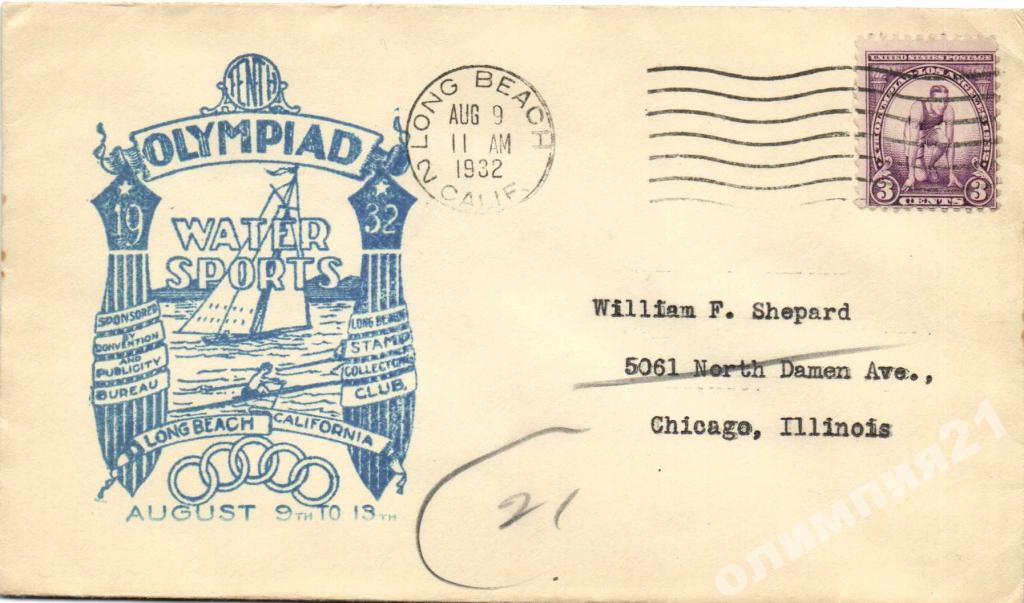 TENTH
OLYMPIAD
19 32
WATER
SPORTS
SPONSORED
BY
CONVENTION
AND
PUBLICITY
BUREAU
LONG BEACH
STAMP
COLLECTORS
CLUB
LONG BEACH CALIFORNIA
AUGUST 9TH TO 13TH
LONG BEACH
AUG 9
11 AM
1932
2 CALIF.
UNITED STATES POSTAGE
3 CENTS 3
William F. Shepard
5061 North Damen Ave.,
Chicago, Illinois
21
олимпия21